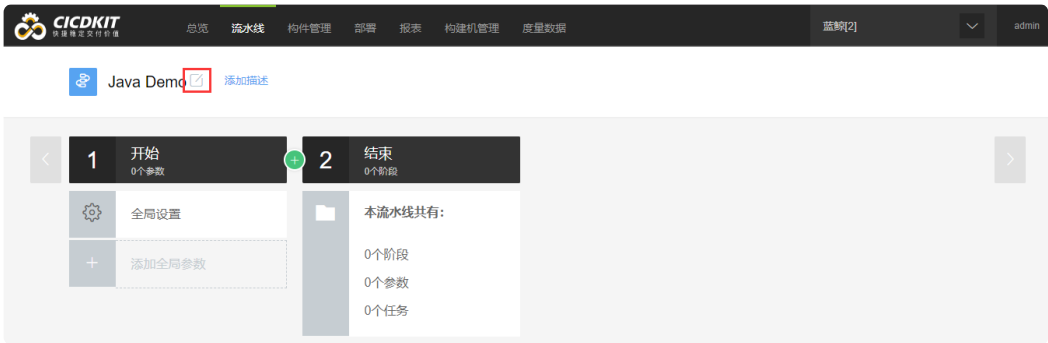 CICDKIT
快捷稳定交付价值
总览 流水线 构件管理 部署 报表 构建机管理 度量数据 蓝鲸[2] admin
Java Demo 添加描述
1 开始 2 结束
0个参数 0个阶段
全局设置 本流水线共有：
添加全局参数 0个阶段
0个参数
0个任务